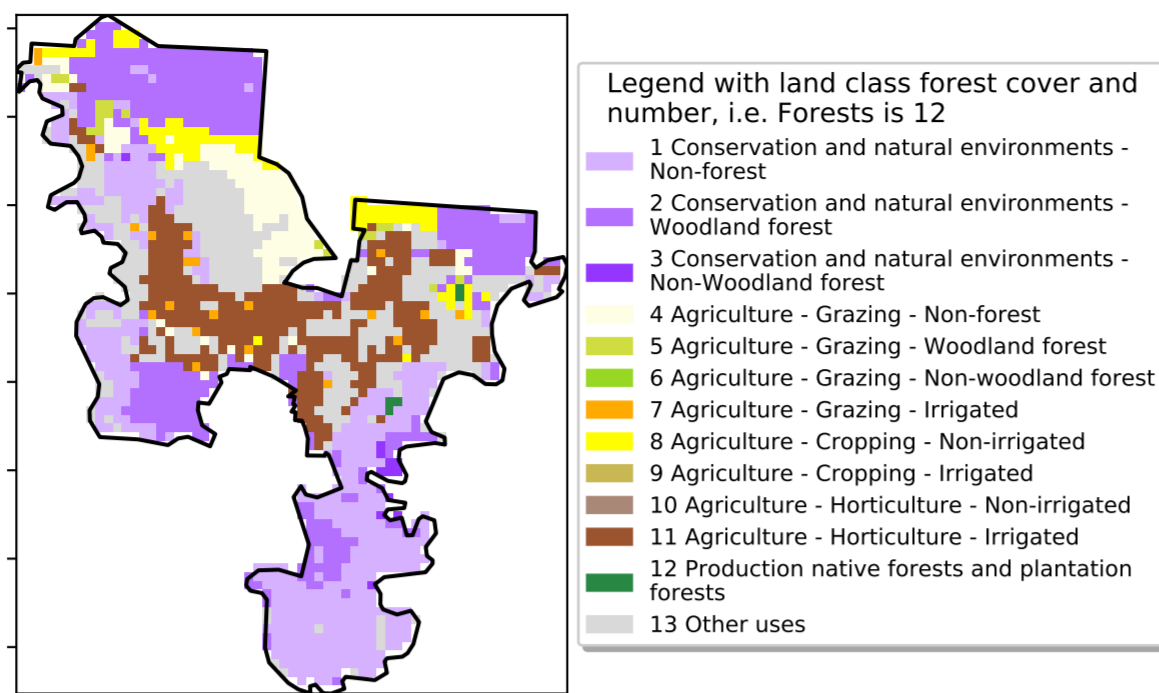 Legend with land class forest cover and
number, i.e. Forests is 12
1 Conservation and natural environments -
Non-forest
2 Conservation and natural environments -
Woodland forest
3 Conservation and natural environments -
Non-Woodland forest
4 Agriculture - Grazing - Non-forest
5 Agriculture - Grazing - Woodland forest
6 Agriculture - Grazing - Non-woodland forest
7 Agriculture - Grazing - Irrigated
8 Agriculture - Cropping - Non-irrigated
9 Agriculture - Cropping - Irrigated
10 Agriculture - Horticulture - Non-irrigated
11 Agriculture - Horticulture - Irrigated
12 Production native forests and plantation
forests
13 Other uses